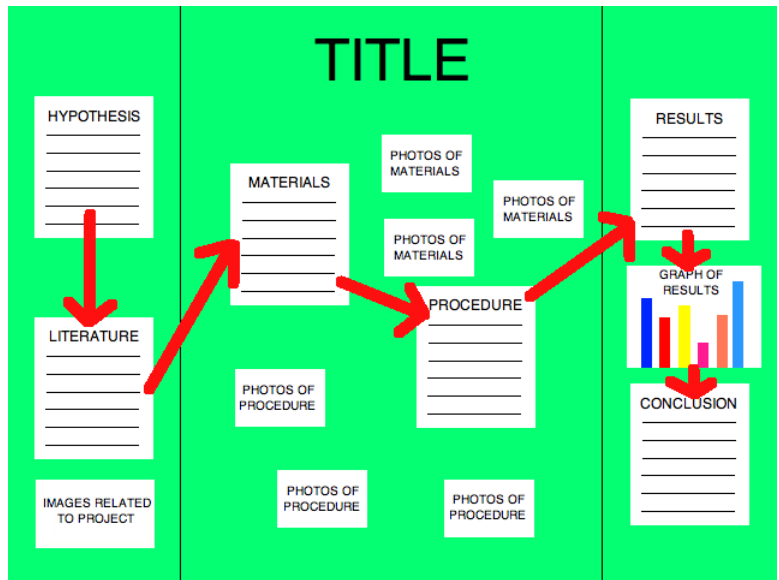 TITLE
HYPOTHESIS
LITERATURE
IMAGES RELATED
TO PROJECT
MATERIALS
PHOTOS OF
MATERIALS
PHOTOS OF
MATERIALS
PHOTOS OF
MATERIALS
PROCEDURE
PHOTOS OF
PROCEDURE
PHOTOS OF
PROCEDURE
PHOTOS OF
PROCEDURE
RESULTS
GRAPH OF
RESULTS
CONCLUSION